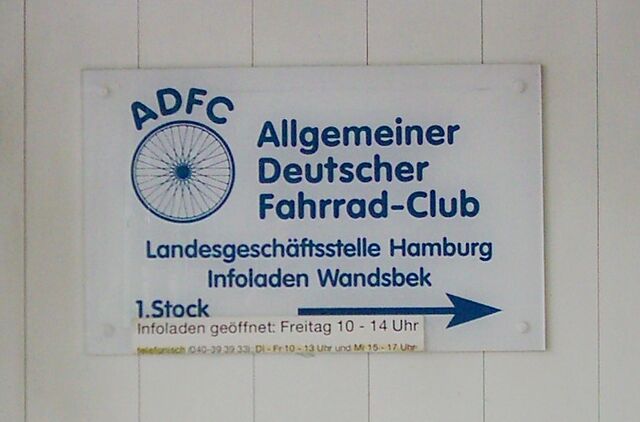 ADFC
Allgemeiner
Deutscher
Fahrrad-Club
Landesgeschäftsstelle Hamburg
Infoladen Wandsbek
1.Stock
Infoladen geöffnet: Freitag 10 - 14 Uhr
telefonisch (040-39 39 33): Di - Fr 10 - 13 Uhr und Mi 15 - 17 Uhr